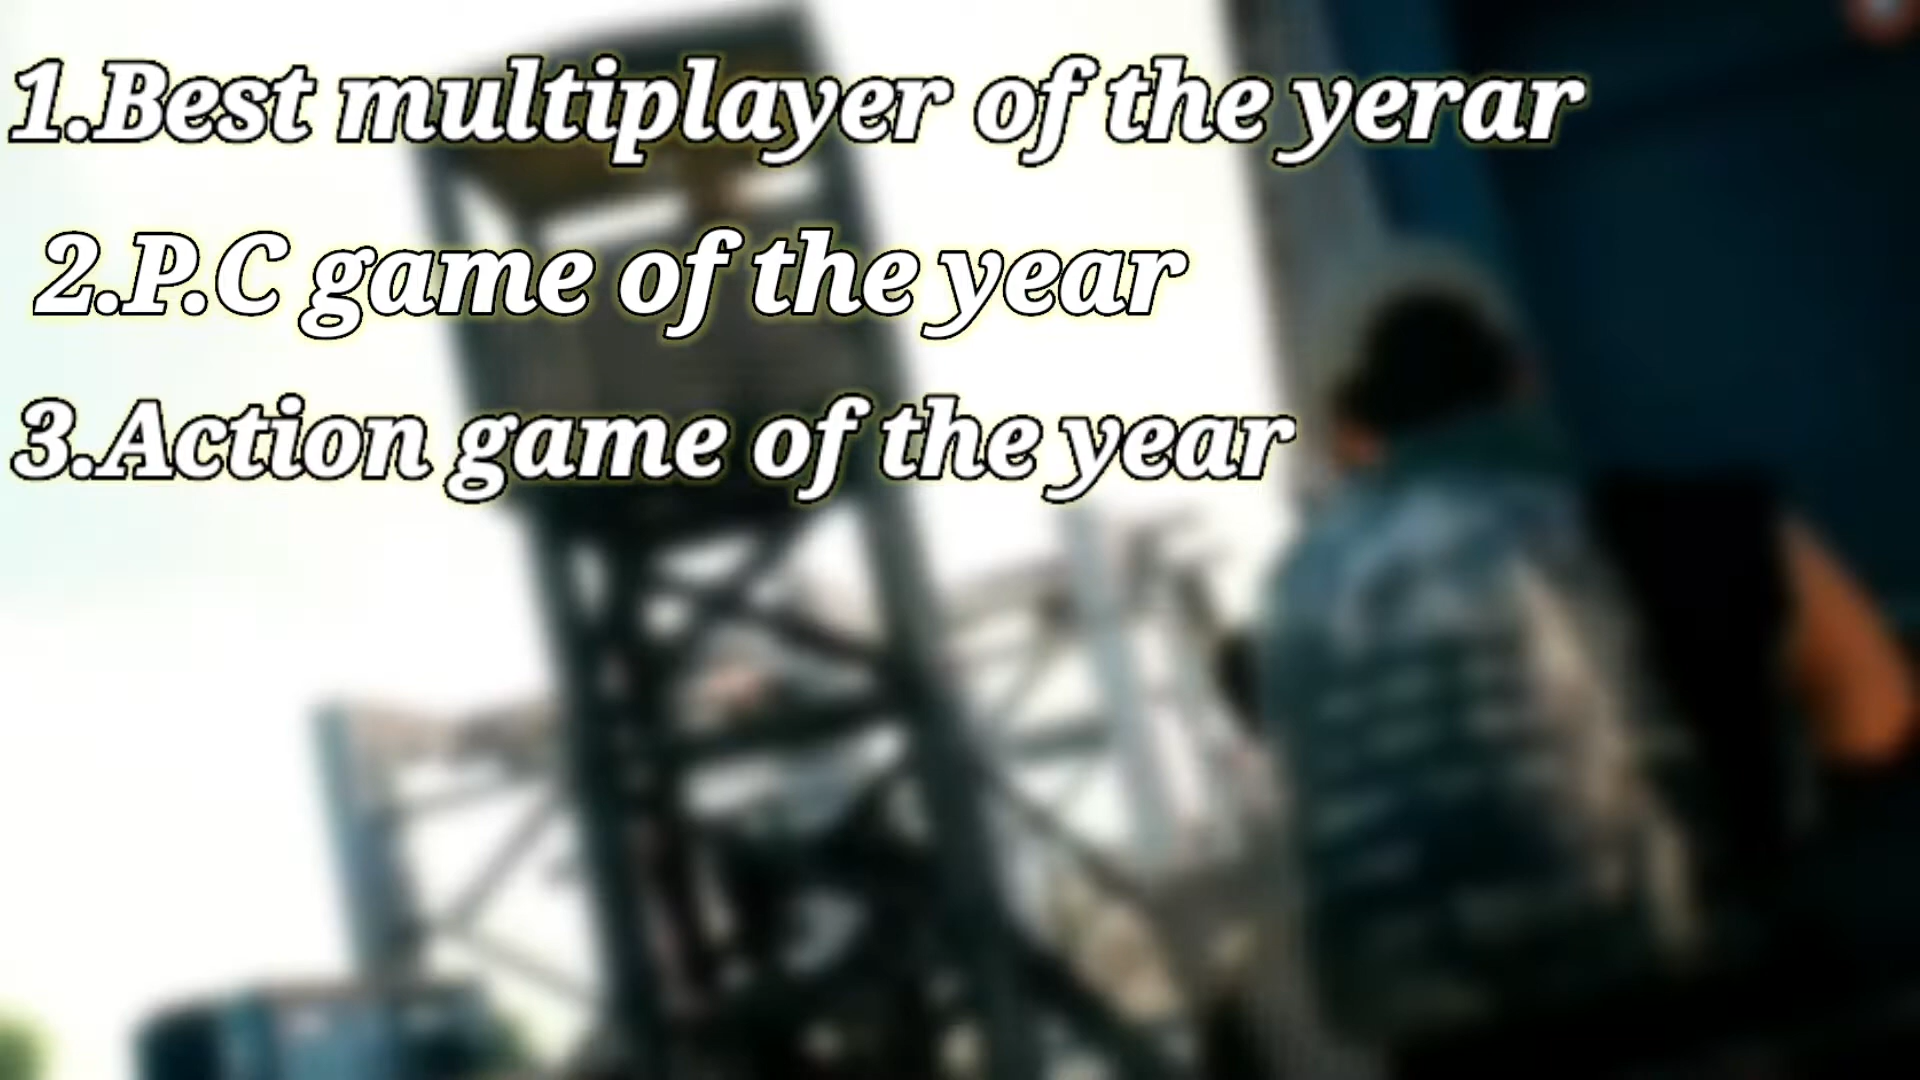 1.Best multiplayer of the yerar
2.P.C game of the year
3.Action game of the year